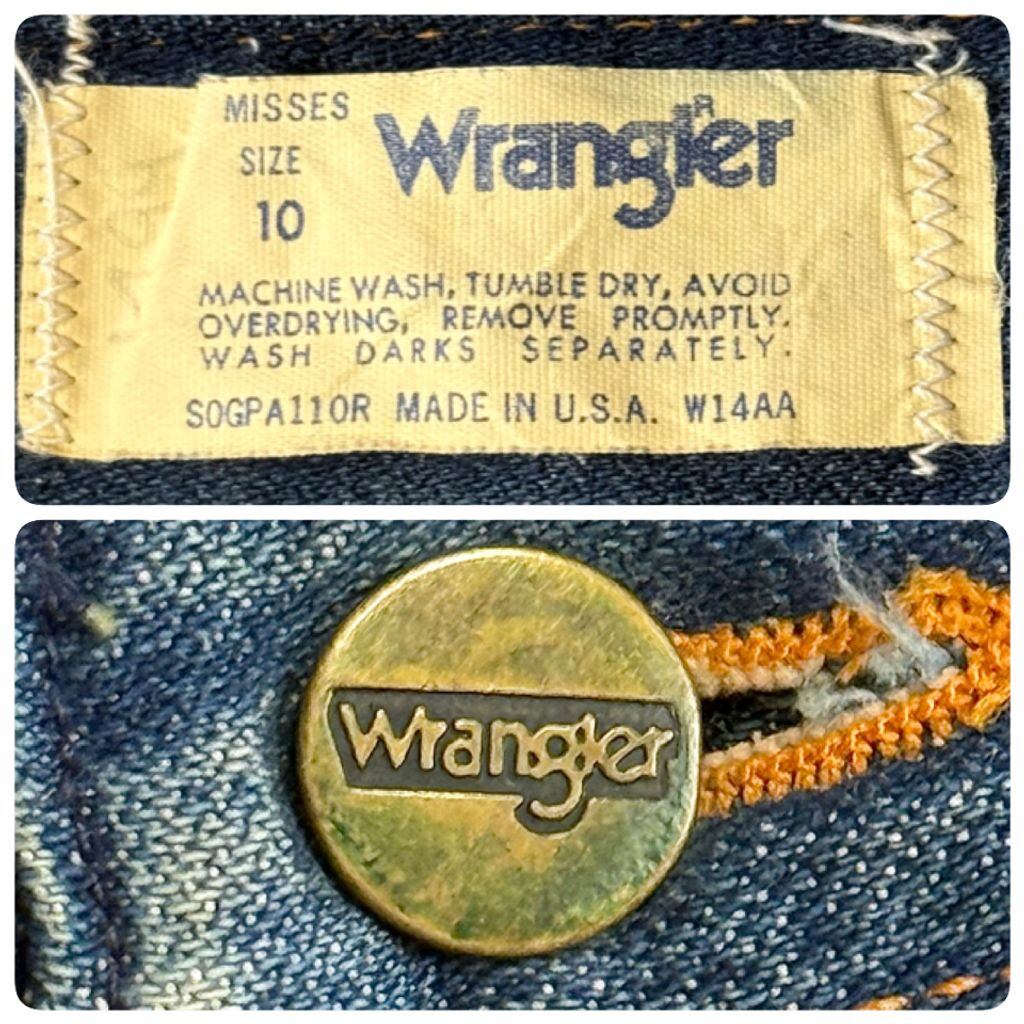 MISSES
SIZE
10
Wrangler®
MACHINE WASH, TUMBLE DRY, AVOID
OVERDRYING, REMOVE PROMPTLY.
WASH DARKS SEPARATELY.
S0GPA110R MADE IN U.S.A. W14AA
Wrangler